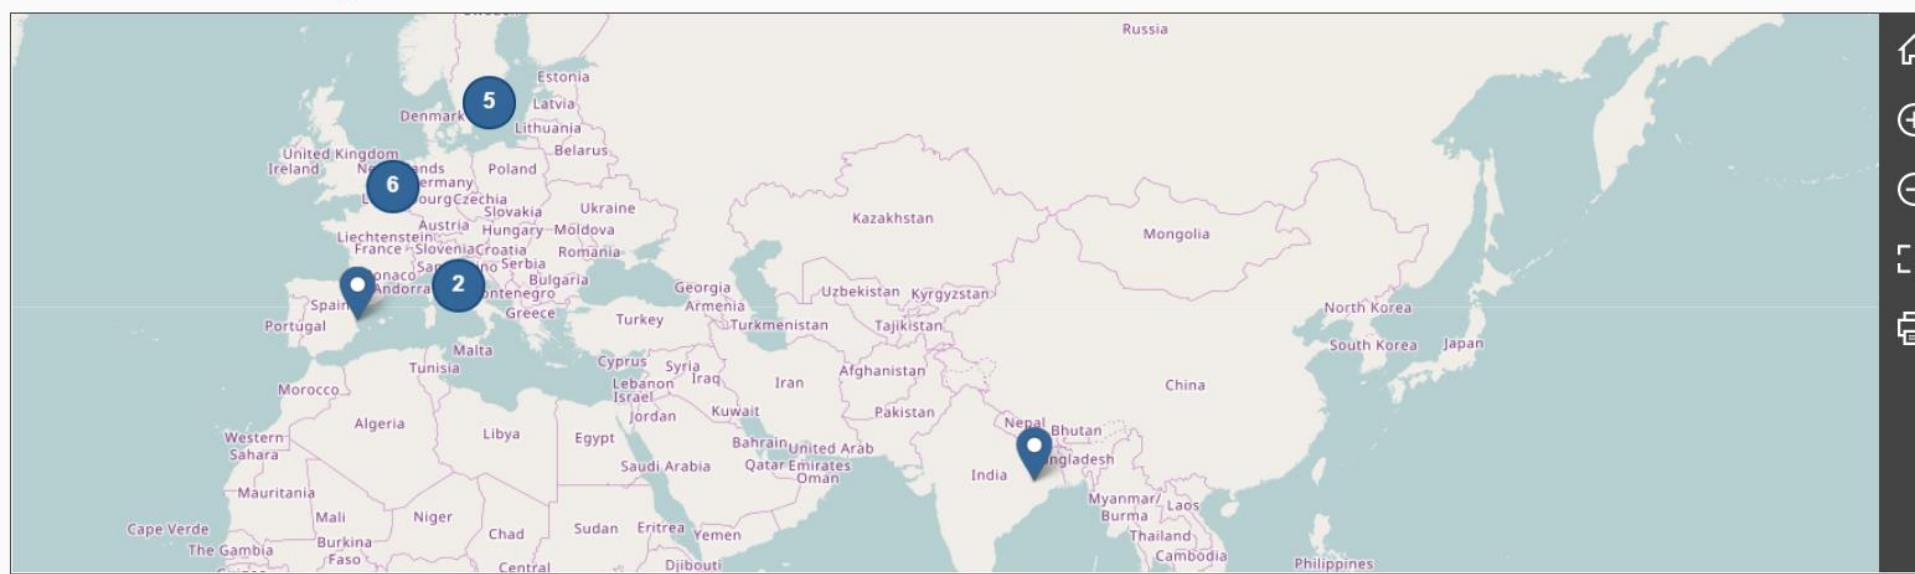 Russia
Estonia
5
Latvia
Denmark
Lithuania
Belarus
United Kingdom
Ireland
Poland
6
Czechia
Slovakia
Ukraine
Austria
Hungary
Moldova
Liechtenstein
France
Slovenia
Croatia
Romania
Serbia
2
Bulgaria
Andorra
Spain
Greece
Portugal
Malta
Tunisia
Turkey
Georgia
Armenia
Kazakhstan
Mongolia
Uzbekistan
Kyrgyzstan
Turkmenistan
Tajikistan
North Korea
South Korea
Japan
China
Cyprus
Syria
Lebanon
Iraq
Israel
Jordan
Iran
Afghanistan
Kuwait
Pakistan
Morocco
Algeria
Libya
Egypt
Western
Sahara
Saudi Arabia
Bahrain
Qatar
United Arab
Emirates
Oman
Nepal
Bhutan
India
Myanmar/
Burma
Laos
Thailand
Cambodia
Philippines
Mauritania
Mali
Niger
Chad
Sudan
Eritrea
Yemen
Cape Verde
The Gambia
Burkina
Faso
Central
Djibouti